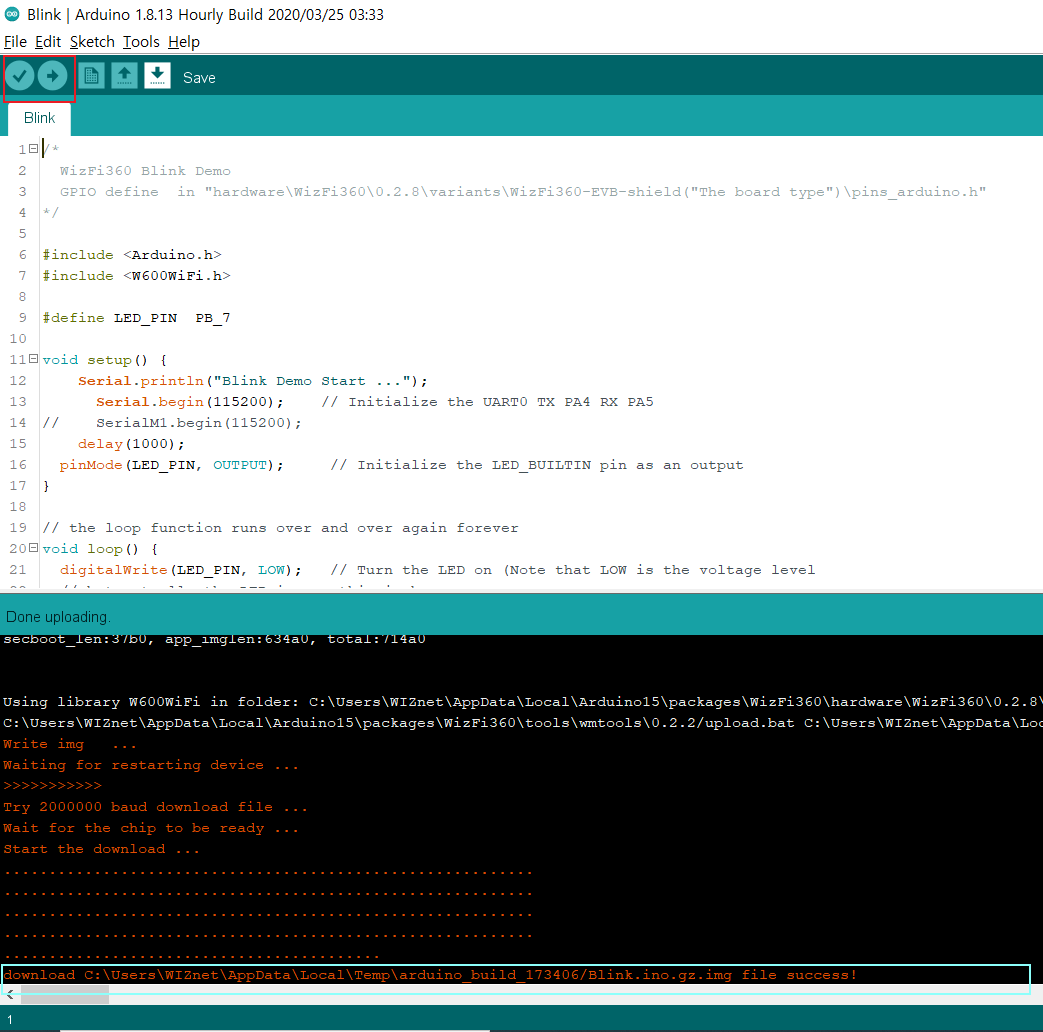 Blink | Arduino 1.8.13 Hourly Build 2020/03/25 03:33
File Edit Sketch Tools Help
Save
Blink
1 /*
2 WizFi360 Blink Demo
3 GPIO define  in "hardware\WizFi360\0.2.8\variants\WizFi360-EVB-shield("The board type")\pins_arduino.h"
4 */
5
6 #include <Arduino.h>
7 #include <W600WiFi.h>
8
9 #define LED_PIN  PB_7
10
11 void setup() {
12     Serial.println("Blink Demo Start ...");
13       Serial.begin(115200);    // Initialize the UART0 TX PA4 RX PA5
14 //    SerialM1.begin(115200);
15     delay(1000);
16   pinMode(LED_PIN, OUTPUT);     // Initialize the LED_BUILTIN pin as an output
17 }
18
19 // the loop function runs over and over again forever
20 void loop() {
21   digitalWrite(LED_PIN, LOW);   // Turn the LED on (Note that LOW is the voltage level
Done uploading.
secboot_len:37b0, app_imglen:634a0, total:714a0
Using library W600WiFi in folder: C:\Users\WIZnet\AppData\Local\Arduino15\packages\WizFi360\hardware\WizFi360\0.2.8\
C:\Users\WIZnet\AppData\Local\Arduino15\packages\WizFi360\tools\wmtools\0.2.2/upload.bat C:\Users\WIZnet\AppData\Loc
Write img   ...
Waiting for restarting device ...
>>>>>>>>>>>
Try 2000000 baud download file ...
Wait for the chip to be ready ...
Start the download ...
...........................................................
...........................................................
...........................................................
...........................................................
..........................................
download C:\Users\WIZnet\AppData\Local\Temp\arduino_build_173406/Blink.ino.gz.img file success!
1